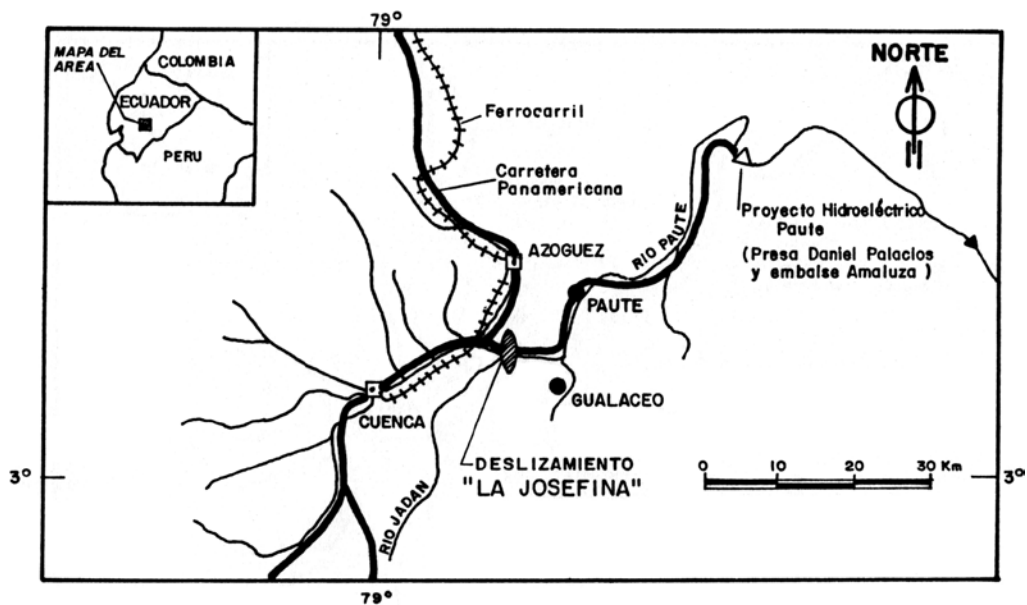 79°
MAPA DEL
AREA
COLOMBIA
ECUADOR
PERU
NORTE
Ferrocarril
Carretera
Panamericana
Proyecto Hidroeléctrico
Paute
(Presa Daniel Palacios
y embalse Amaluza)
RIO PAUTE
AZOGUEZ
PAUTE
GUALACEO
CUENCA
DESLIZAMIENTO
"LA JOSEFINA"
RIO JADAN
0 10 20 30 Km
3°
3°
79°